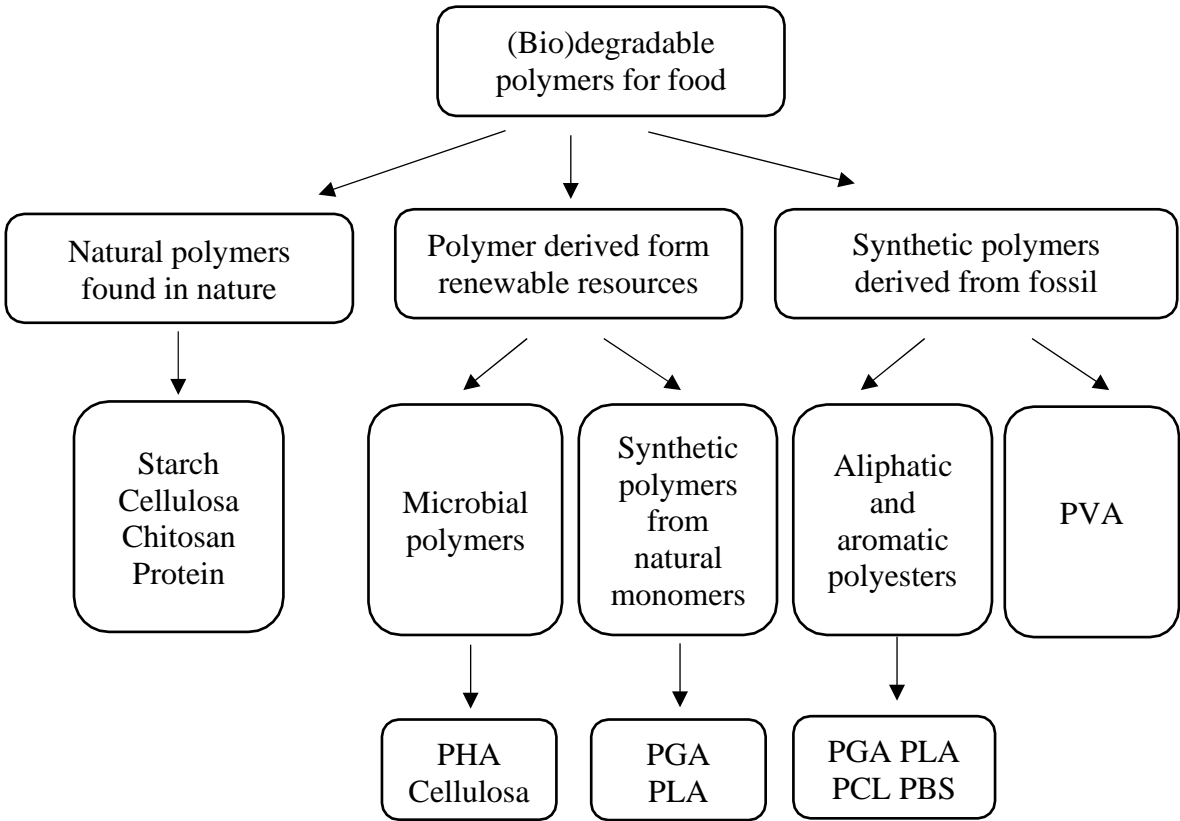 (Bio)degradable
polymers for food
Natural polymers
found in nature
Polymer derived form
renewable resources
Synthetic polymers
derived from fossil
Starch
Cellulosa
Chitosan
Protein
Microbial
polymers
Synthetic
polymers
from
natural
monomers
Aliphatic
and
aromatic
polyesters
PVA
PHA
Cellulosa
PGA
PLA
PGA PLA
PCL PBS